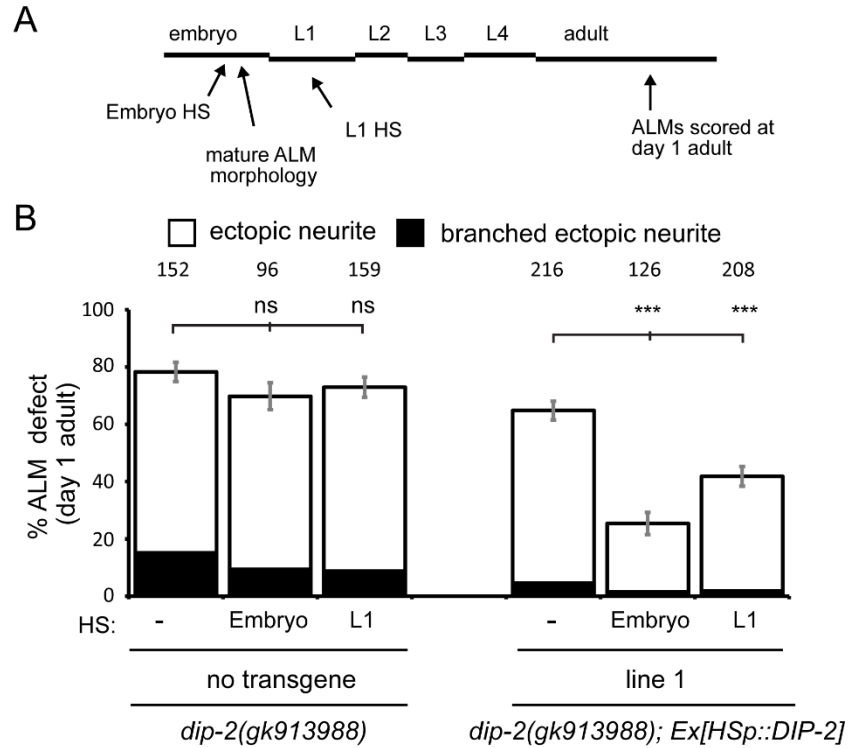 A
embryo L1 L2 L3 L4 adult
Embryo HS
mature ALM
morphology
L1 HS
ALMs scored at
day 1 adult
B
ectopic neurite branched ectopic neurite
152 96 159 216 126 208
ns ns *** ***
100
80
60
40
20
0
% ALM defect
(day 1 adult)
HS: - Embryo L1 - Embryo L1
no transgene line 1
dip-2(gk913988) dip-2(gk913988); Ex[HSp::DIP-2]